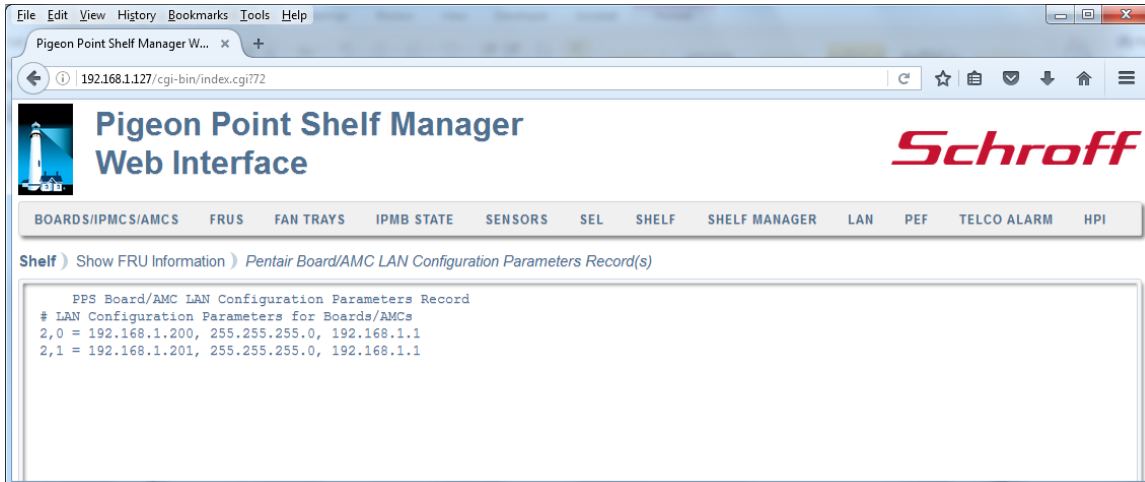 File Edit View History Bookmarks Tools Help
Pigeon Point Shelf Manager W... × +
192.168.1.127/cgi-bin/index.cgi?72
Pigeon Point Shelf Manager
Web Interface
Schroff
BOARDS/IPMCS/AMCS FRUS FAN TRAYS IPMB STATE SENSORS SEL SHELF SHELF MANAGER LAN PEF TELCO ALARM HPI
Shelf ) Show FRU Information ) Pentair Board/AMC LAN Configuration Parameters Record(s)
PPS Board/AMC LAN Configuration Parameters Record
# LAN Configuration Parameters for Boards/AMCs
2,0 = 192.168.1.200, 255.255.255.0, 192.168.1.1
2,1 = 192.168.1.201, 255.255.255.0, 192.168.1.1